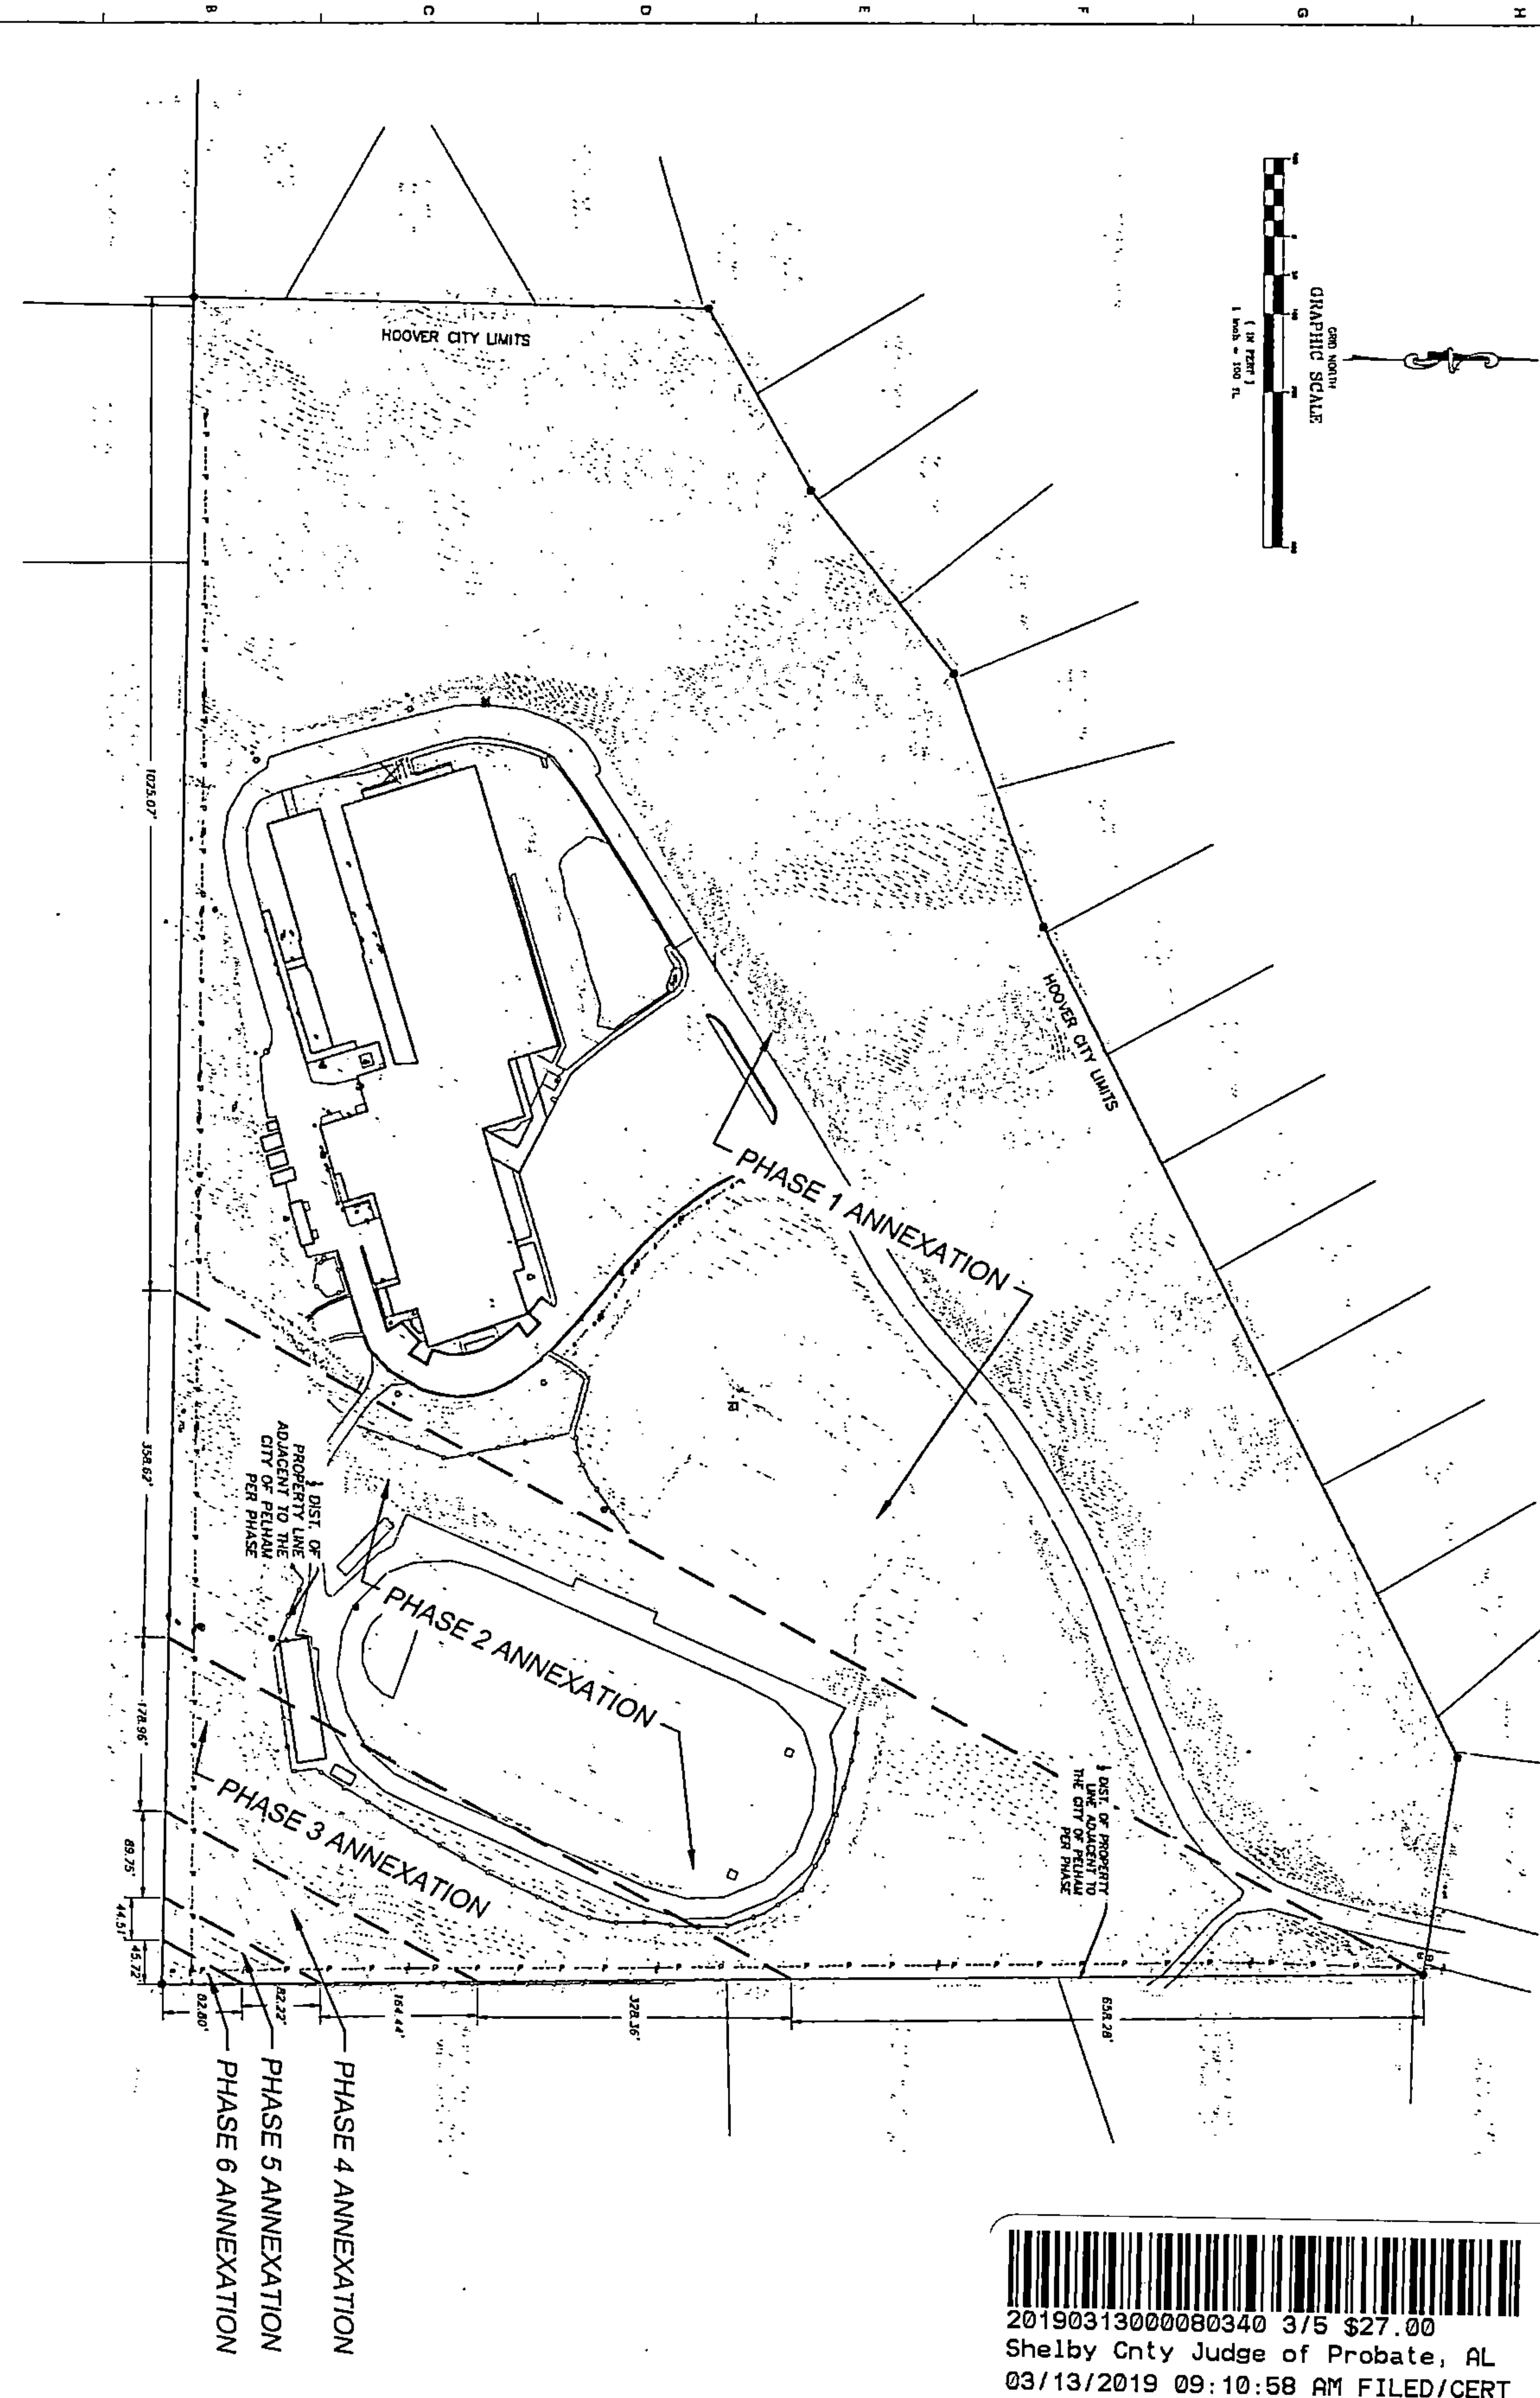 B
C
D
E
F
G
H
GRID NORTH
GRAPHIC SCALE
( IN FEET )
1 inch = 100 ft.
HOOVER CITY LIMITS
HOOVER CITY LIMITS
PHASE 1 ANNEXATION
1025.07'
358.62'
178.96'
89.75'
44.51'
45.72'
DIST. OF
PROPERTY LINE
ADJACENT TO THE
CITY OF PELHAM
PER PHASE
PHASE 2 ANNEXATION
DIST. OF PROPERTY
LINE ADJACENT TO
THE CITY OF PELHAM
PER PHASE
PHASE 3 ANNEXATION
658.28'
328.36'
164.44'
82.22'
82.80'
PHASE 4 ANNEXATION
PHASE 5 ANNEXATION
PHASE 6 ANNEXATION
20190313000080340 3/5 $27.00
Shelby Cnty Judge of Probate, AL
03/13/2019 09:10:58 AM FILED/CERT